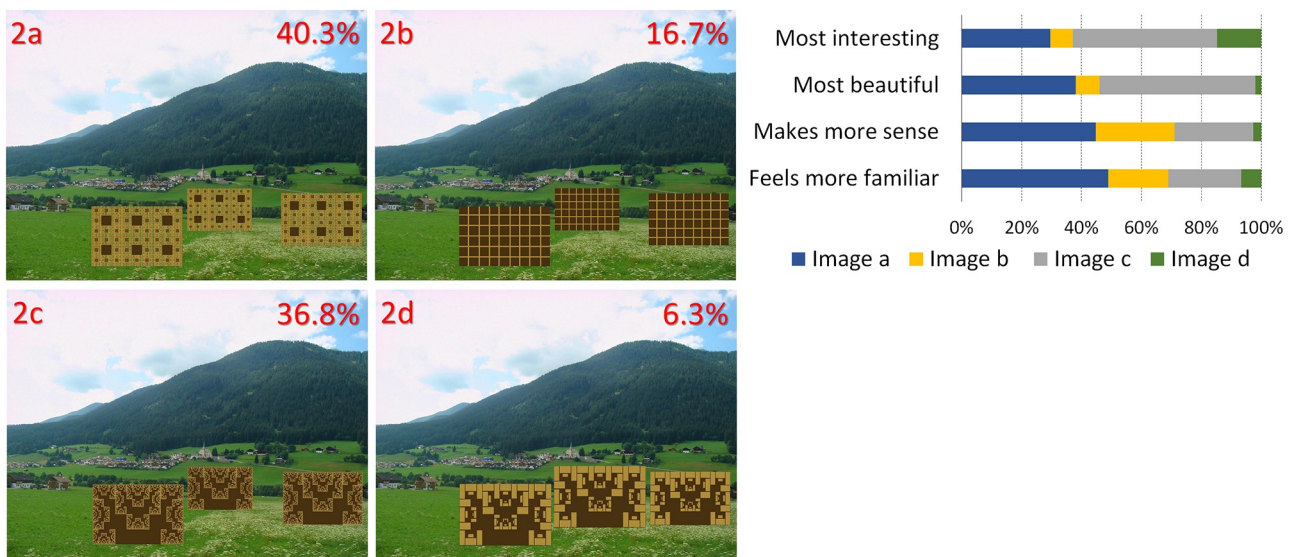 2a 40.3%
2b 16.7%
2c 36.8%
2d 6.3%
Most interesting
Most beautiful
Makes more sense
Feels more familiar
0% 20% 40% 60% 80% 100%
Image a Image b Image c Image d